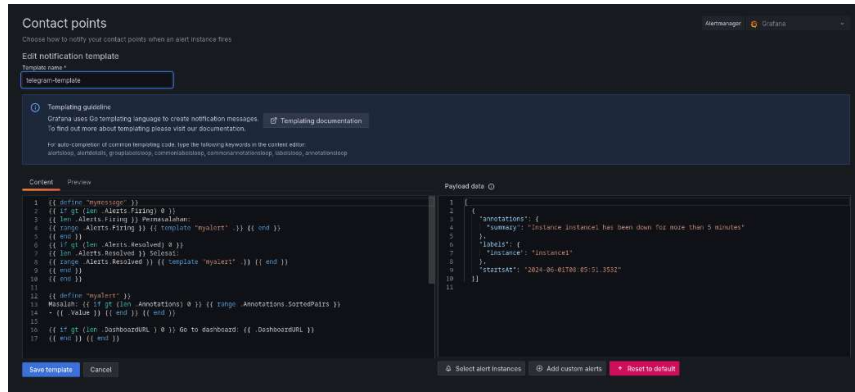 Contact points
Alertmanager
Grafana
Choose how to notify your contact points when an alert instance fires
Edit notification template
Template name *
telegram-template
Templating guideline
Grafana uses Go templating language to create notification messages.
To find out more about templating please visit our documentation.
Templating documentation
For auto-completion of common templating code, type the following keywords in the content editor:
alertsloop, alertdetails, grouplabelsloop, commonlabelsloop, commonannotationsloop, labelsloop, annotationsloop
Content Preview
1 {{ define "mymessage" }}
2 {{ if gt (len .Alerts.Firing) 0 }}
3 {{ len .Alerts.Firing }} Permasalahan:
4 {{ range .Alerts.Firing }} {{ template "myalert" .}} {{ end }}
5 {{ end }}
6 {{ if gt (len .Alerts.Resolved) 0 }}
7 {{ len .Alerts.Resolved }} Selesai:
8 {{ range .Alerts.Resolved }} {{ template "myalert" .}} {{ end }}
9 {{ end }}
10 {{ end }}
11
12 {{ define "myalert" }}
13 Masalah: {{ if gt (len .Annotations) 0 }} {{ range .Annotations.SortedPairs }}
14 - {{ .Value }} {{ end }} {{ end }}
15
16 {{ if gt (len .DashboardURL ) 0 }} Go to dashboard: {{ .DashboardURL }}
17 {{ end }} {{ end }}
Payload data
1 [
2 {
3 "annotations": {
4 "summary": "Instance instance1 has been down for more than 5 minutes"
5 },
6 "labels": {
7 "instance": "instance1"
8 },
9 "startsAt": "2024-06-01T08:05:51.353Z"
10 }]
11
Save template
Cancel
Select alert instances
Add custom alerts
Reset to default